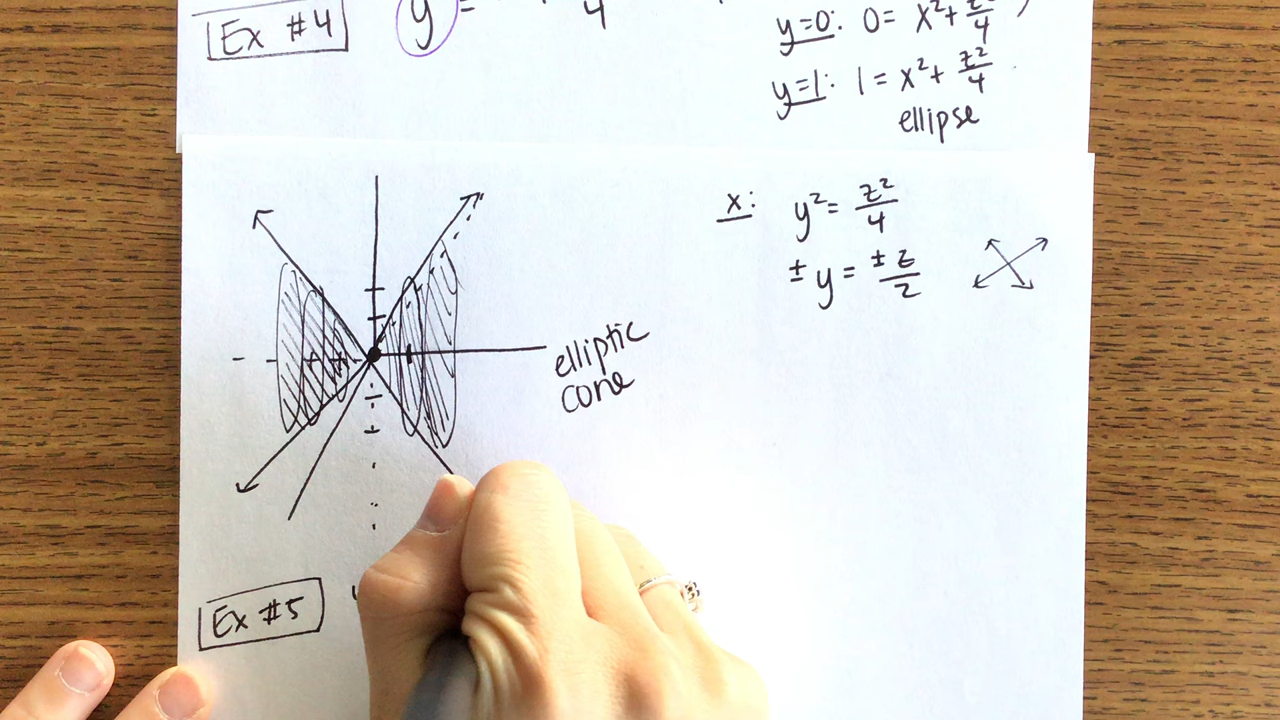 Ex #4
y =
4
y=0: 0 = x² + z²/4
y=1: 1 = x² + z²/4
ellipse
x: y² = z²/4
± y = ± z/2
elliptic
cone
Ex #5